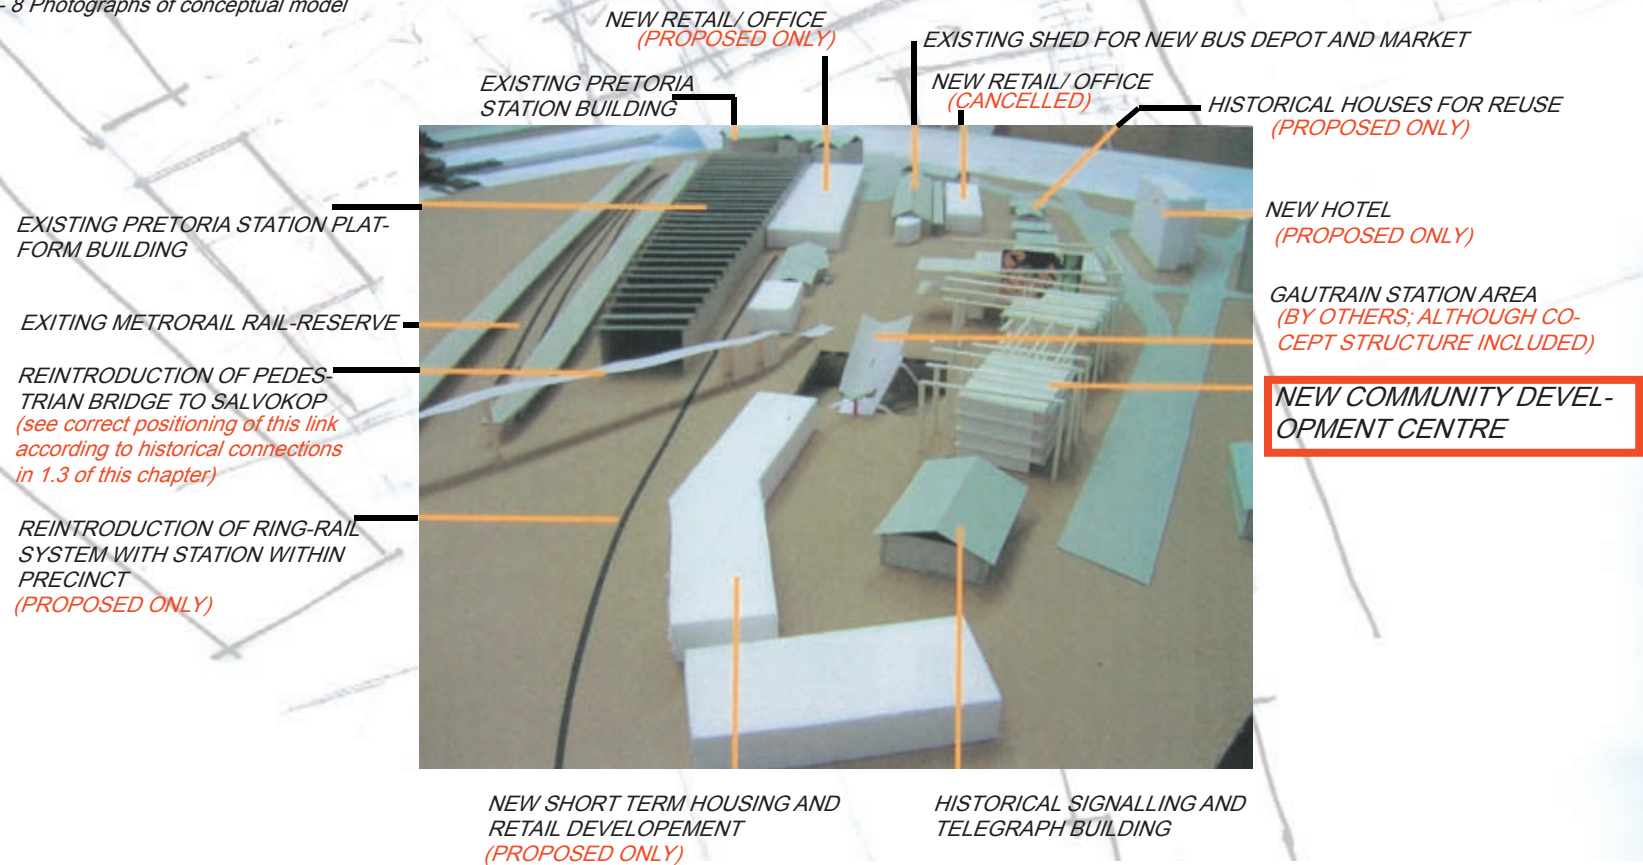 - 8 Photographs of conceptual model
NEW RETAIL/ OFFICE
(PROPOSED ONLY)
EXISTING SHED FOR NEW BUS DEPOT AND MARKET
EXISTING PRETORIA
STATION BUILDING
NEW RETAIL/ OFFICE
(CANCELLED)
HISTORICAL HOUSES FOR REUSE
(PROPOSED ONLY)
EXISTING PRETORIA STATION PLAT-
FORM BUILDING
NEW HOTEL
(PROPOSED ONLY)
EXITING METRORAIL RAIL-RESERVE
GAUTRAIN STATION AREA
(BY OTHERS; ALTHOUGH CO-
CEPT STRUCTURE INCLUDED)
REINTRODUCTION OF PEDES-
TRIAN BRIDGE TO SALVOKOP
(see correct positioning of this link
according to historical connections
in 1.3 of this chapter)
NEW COMMUNITY DEVEL-
OPMENT CENTRE
REINTRODUCTION OF RING-RAIL
SYSTEM WITH STATION WITHIN
PRECINCT
(PROPOSED ONLY)
NEW SHORT TERM HOUSING AND
RETAIL DEVELOPEMENT
(PROPOSED ONLY)
HISTORICAL SIGNALLING AND
TELEGRAPH BUILDING